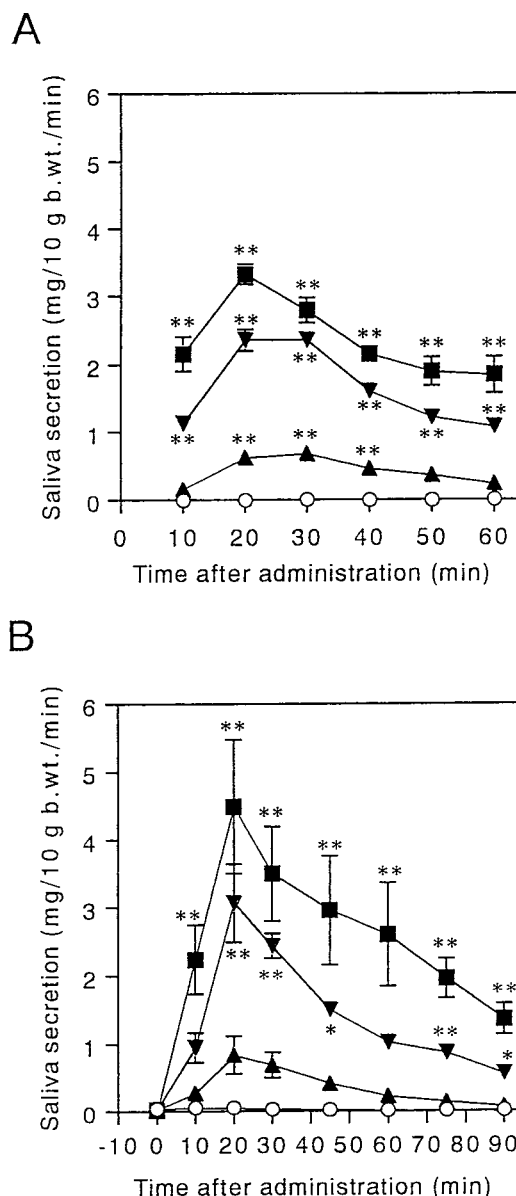 A
Saliva secretion (mg/10 g b.wt./min)
6
5
4
3
2
1
0
** ** ** ** ** **
** ** ** ** ** **
** ** ** **
0 10 20 30 40 50 60
Time after administration (min)
B
Saliva secretion (mg/10 g b.wt./min)
6
5
4
3
2
1
0
** ** ** ** ** ** **
** ** * ** *
-10 0 10 20 30 40 50 60 70 80 90
Time after administration (min)